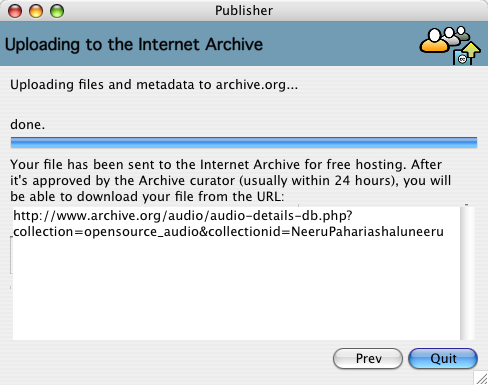 Publisher
Uploading to the Internet Archive
Uploading files and metadata to archive.org...
done.
Your file has been sent to the Internet Archive for free hosting. After
it's approved by the Archive curator (usually within 24 hours), you will
be able to download your file from the URL:
http://www.archive.org/audio/audio-details-db.php?
collection=opensource_audio&collectionid=NeeruPahariashaluneeru
Prev
Quit